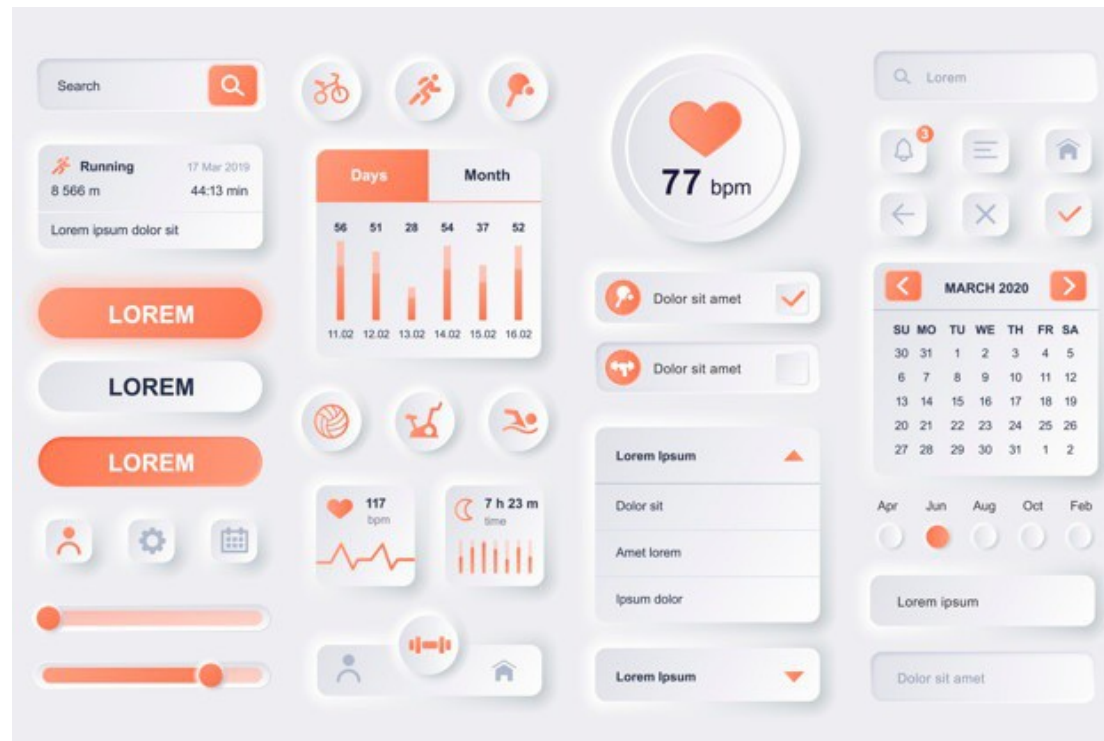 Search
Running 17 Mar 2019
8 566 m 44:13 min
Lorem ipsum dolor sit
LOREM
LOREM
LOREM
Days Month
56 51 28 54 37 52
11.02 12.02 13.02 14.02 15.02 16.02
117
bpm
7 h 23 m
time
77 bpm
Dolor sit amet
Dolor sit amet
Lorem Ipsum
Dolor sit
Amet lorem
Ipsum dolor
Lorem Ipsum
Lorem
3
MARCH 2020
SU MO TU WE TH FR SA
30 31 1 2 3 4 5
6 7 8 9 10 11 12
13 14 15 16 17 18 19
20 21 22 23 24 25 26
27 28 29 30 31 1 2
Apr Jun Aug Oct Feb
Lorem ipsum
Dolor sit amet